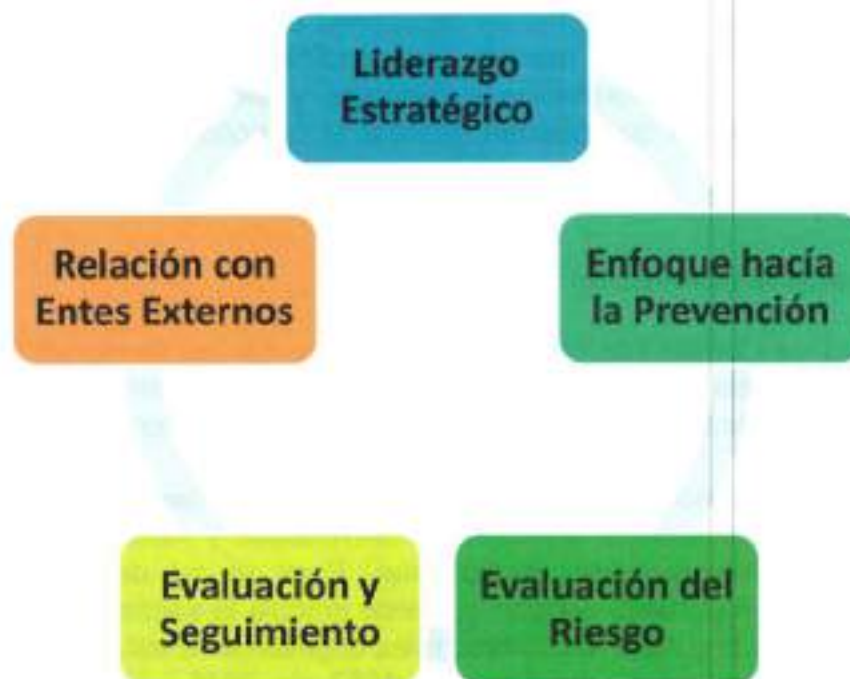 Liderazgo
Estratégico
Enfoque hacía
la Prevención
Evaluación del
Riesgo
Evaluación y
Seguimiento
Relación con
Entes Externos